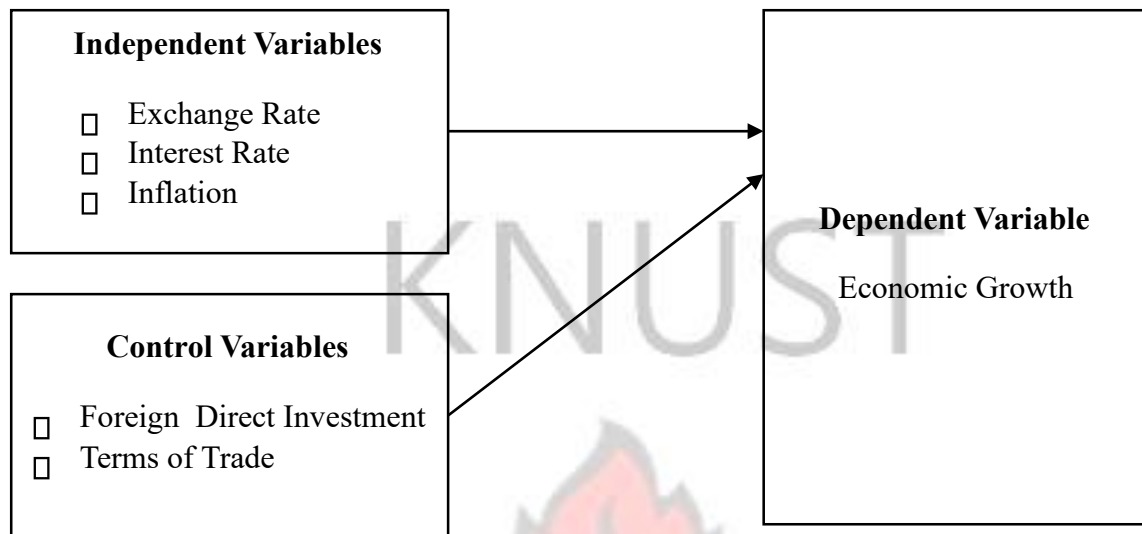 Independent Variables
Exchange Rate
Interest Rate
Inflation
Control Variables
Foreign Direct Investment
Terms of Trade
Dependent Variable
Economic Growth
KNUST